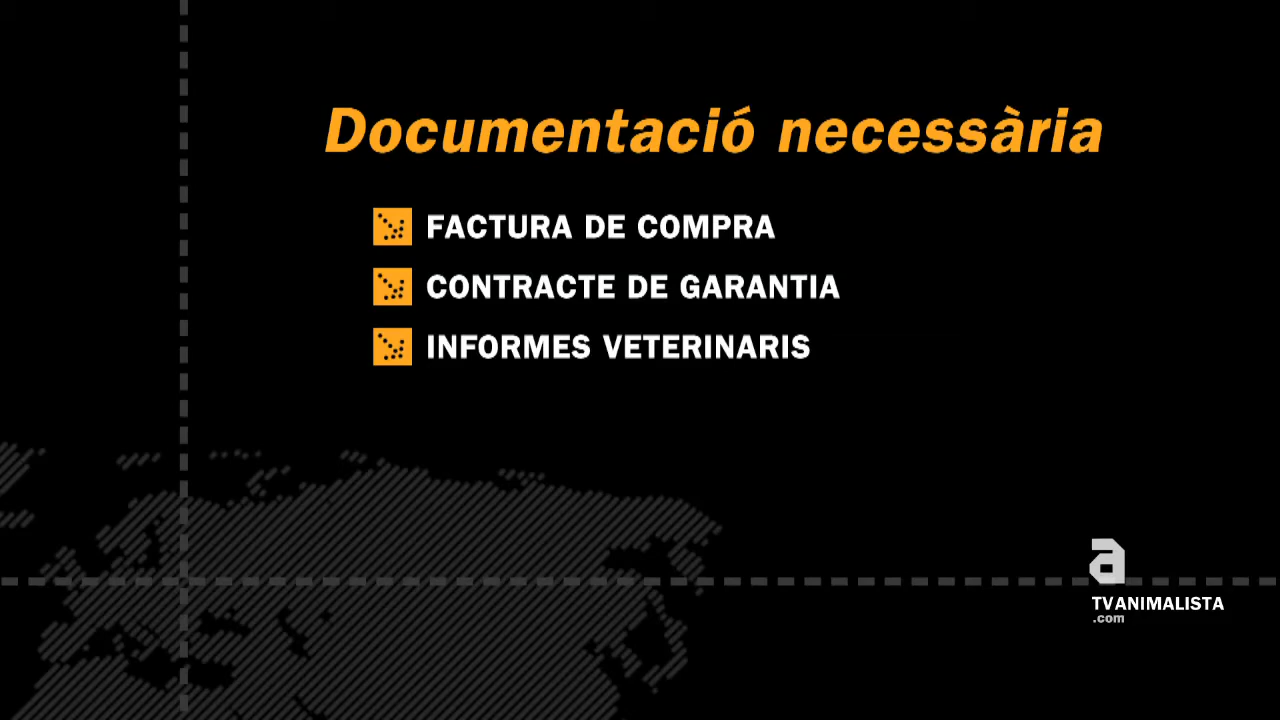 Documentació necessària
FACTURA DE COMPRA
CONTRACTE DE GARANTIA
INFORMES VETERINARIS
a
TVANIMALISTA
.com